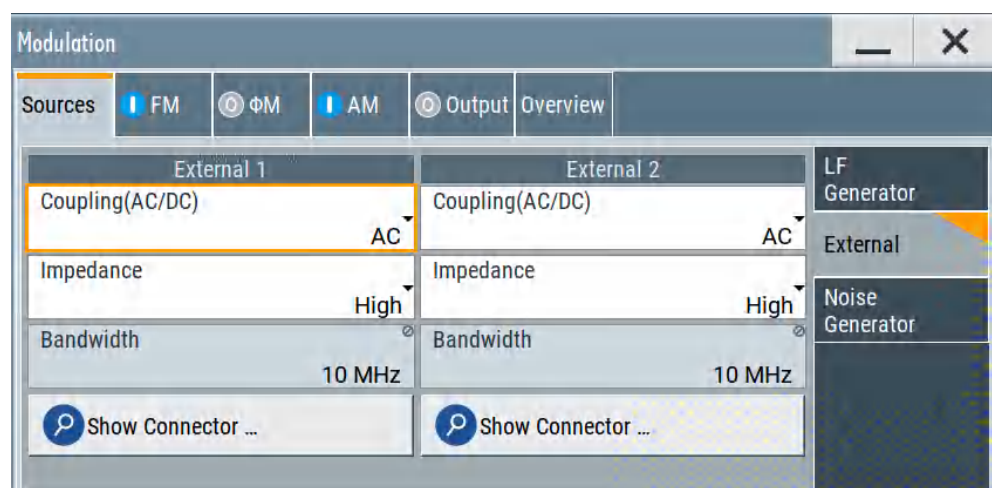 Modulation
Sources FM ΦM AM Output Overview
External 1 External 2
Coupling(AC/DC) Coupling(AC/DC)
AC AC
Impedance Impedance
High High
Bandwidth Bandwidth
10 MHz 10 MHz
Show Connector ... Show Connector ...
LF
Generator
External
Noise
Generator